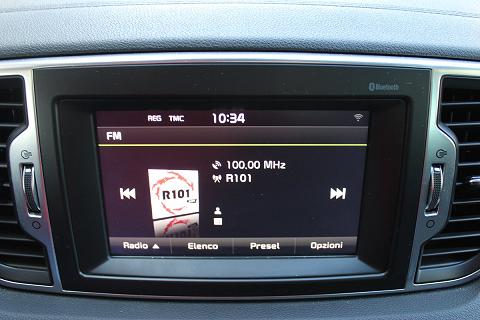 Bluetooth
REG TMC 10:34
FM
100,00 MHz
R101
R101
Radio Elenco Presel Opzioni